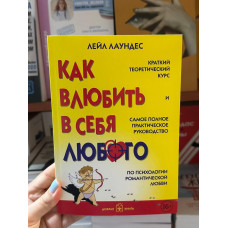 ЛЕЙЛ ЛАУНДЕС
КАК
ВЛЮБИТЬ
В СЕБЯ
ЛЮБОГО
КРАТКИЙ
ТЕОРЕТИЧЕСКИЙ
КУРС
И
САМОЕ ПОЛНОЕ
ПРАКТИЧЕСКОЕ
РУКОВОДСТВО
ПО ПСИХОЛОГИИ
РОМАНТИЧЕСКОЙ
ЛЮБВИ